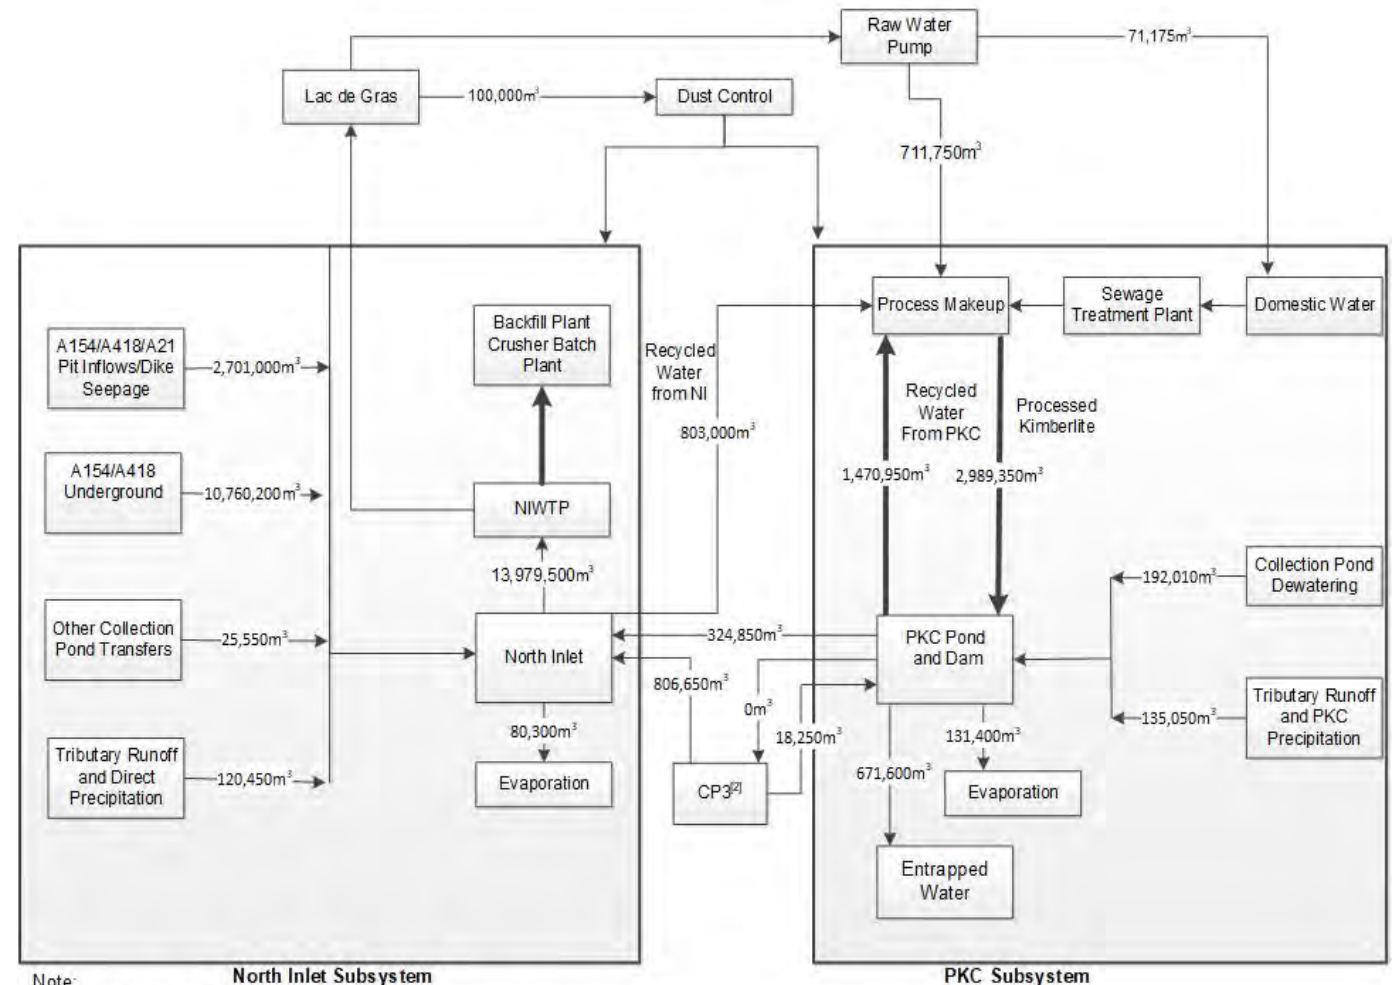 Raw Water
Pump
71,175m³
Lac de Gras
100,000m³
Dust Control
711,750m³
Process Makeup
Sewage
Treatment Plant
Domestic Water
Backfill Plant
Crusher Batch
Plant
A154/A418/A21
Pit Inflows/Dike
Seepage
2,701,000m³
Recycled
Water
from NI
803,000m³
Recycled
Water
From PKC
1,470,950m³
Processed
Kimberlite
2,989,350m³
A154/A418
Underground
10,760,200m³
NIWTP
13,979,500m³
Collection Pond
Dewatering
192,010m³
Other Collection
Pond Transfers
25,550m³
North Inlet
324,850m³
PKC Pond
and Dam
806,650m³
0m³
18,250m³
135,050m³
Tributary Runoff
and PKC
Precipitation
80,300m³
131,400m³
671,600m³
Tributary Runoff
and Direct
Precipitation
120,450m³
Evaporation
CP3[2]
Evaporation
Entrapped
Water
Note:
North Inlet Subsystem
PKC Subsystem